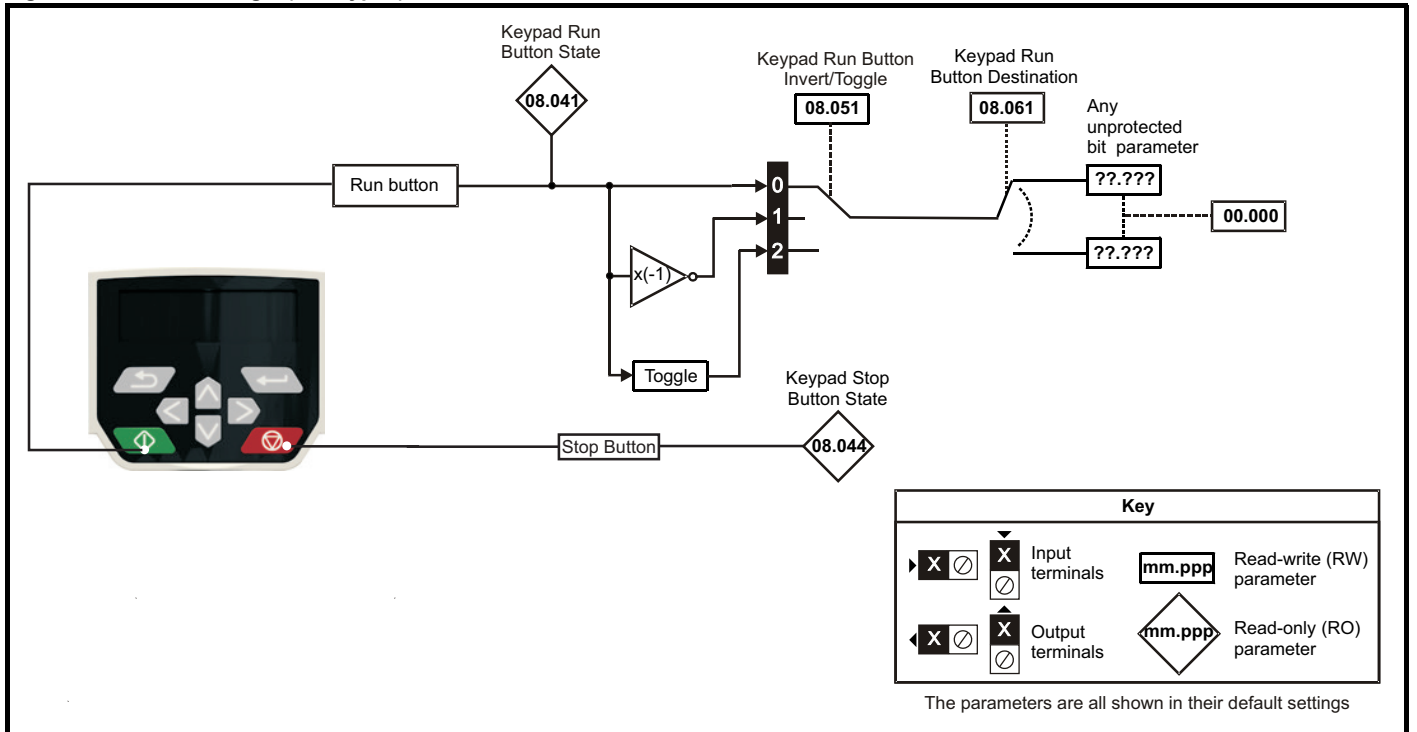 Keypad Run
Button State
08.041
Keypad Run Button
Invert/Toggle
08.051
Keypad Run
Button Destination
08.061
Any
unprotected
bit parameter
??.???
??.???
00.000
Run button
0
1
2
x(-1)
Toggle
Keypad Stop
Button State
08.044
Stop Button
Key
X
X
Input
terminals
mm.ppp
Read-write (RW)
parameter
X
X
Output
terminals
mm.ppp
Read-only (RO)
parameter
The parameters are all shown in their default settings